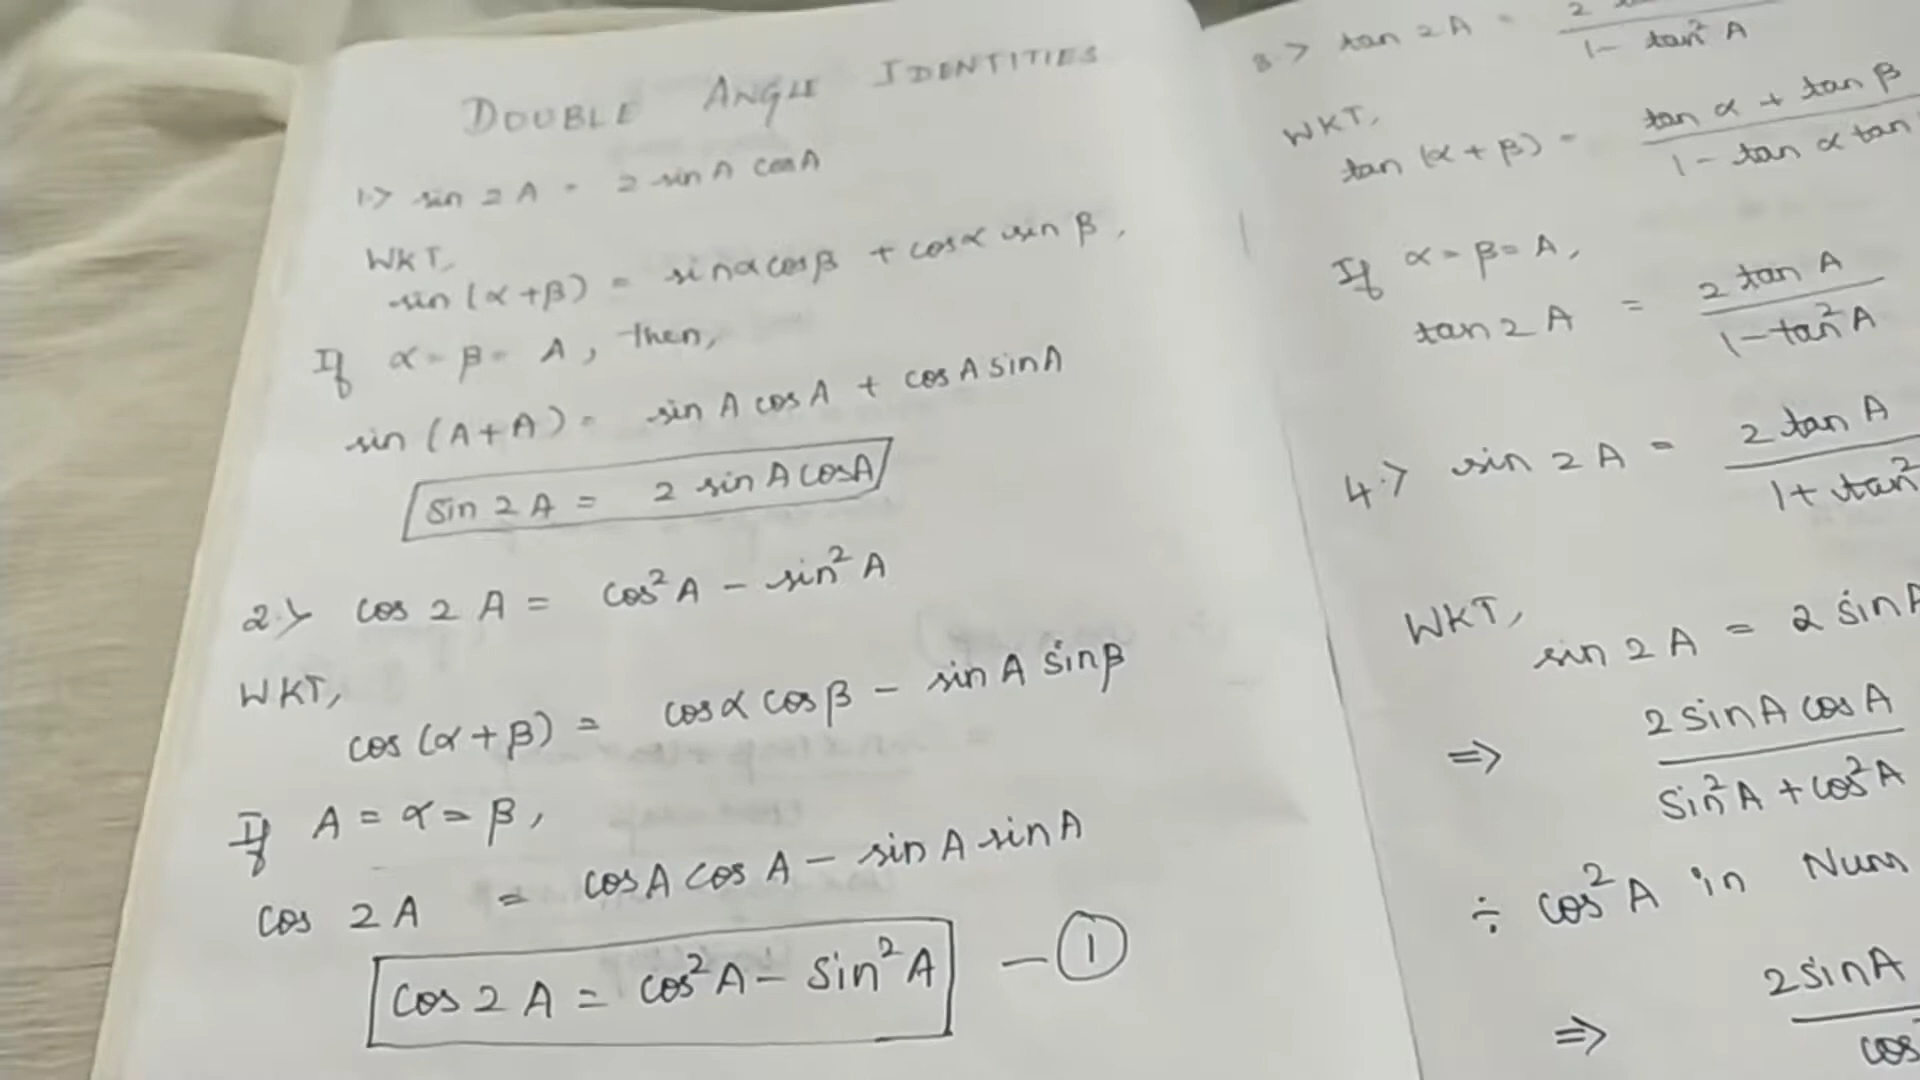 DOUBLE ANGLE IDENTITIES
1.> sin 2A = 2 sin A cos A
WKT,
sin (α + β) = sin α cos β + cos α sin β,
If α = β = A, then,
sin (A+A) = sin A cos A + cos A sin A
Sin 2A = 2 sin A cos A
2.> cos 2A = cos² A - sin² A
WKT,
cos (α + β) = cos α cos β - sin A sin β
If A = α = β,
cos 2A = cos A cos A - sin A sin A
cos 2A = cos² A - sin² A - ①
3.> tan 2A = 2 / 1 - tan² A
WKT,
tan (α + β) = tan α + tan β / 1 - tan α tan
If α = β = A,
tan 2A = 2 tan A / 1 - tan² A
4.> sin 2A = 2 tan A / 1 + tan²
WKT,
sin 2A = 2 sin A
⇒ 2 sin A cos A / sin² A + cos² A
÷ cos² A in Num
⇒ 2 sin A / cos